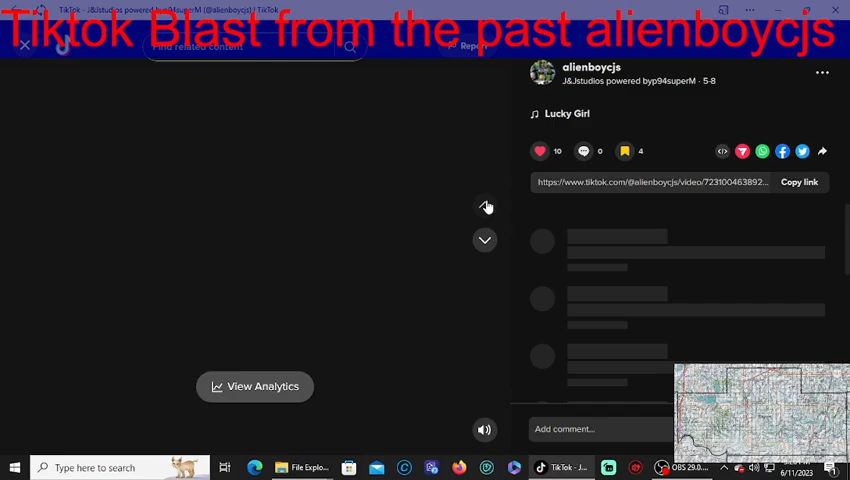 TikTok - J&Jstudios powered byp94superM (@alienboycjs) | TikTok
Tiktok Blast from the past alienboycjs
Find related content
Report
alienboycjs
J&Jstudios powered byp94superM · 5-8
Lucky Girl
10
0
4
https://www.tiktok.com/@alienboycjs/video/723100463892...
Copy link
View Analytics
Add comment...
Type here to search
File Explo...
TikTok - J...
OBS 29.0....
6/11/2023